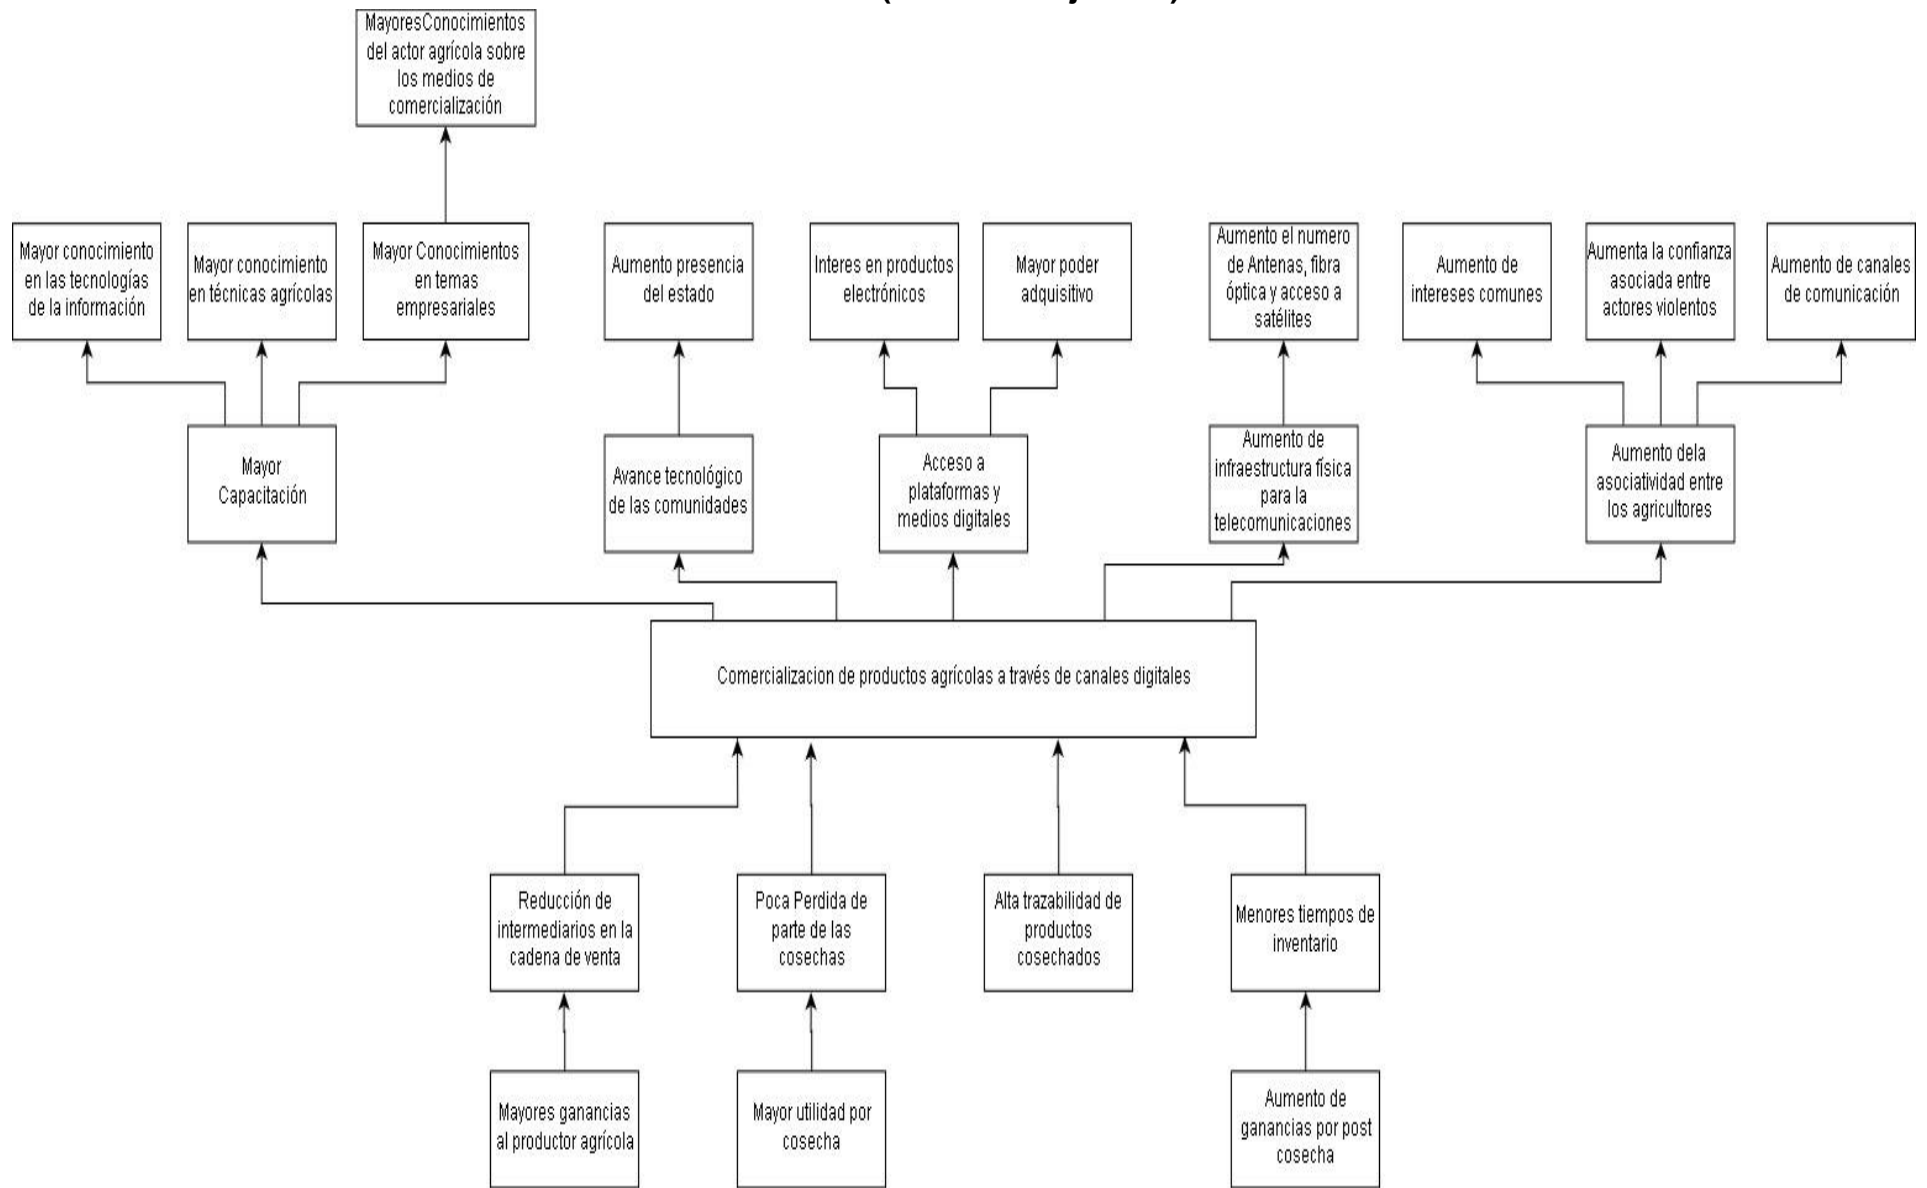 MayoresConocimientos
del actor agrícola sobre
los medios de
comercialización
Mayor conocimiento
en las tecnologías
de la información
Mayor conocimiento
en técnicas agrícolas
Mayor Conocimientos
en temas
empresariales
Aumento presencia
del estado
Interes en productos
electrónicos
Mayor poder
adquisitivo
Aumento el numero
de Antenas, fibra
óptica y acceso a
satélites
Aumento de
intereses comunes
Aumenta la confianza
asociada entre
actores violentos
Aumento de canales
de comunicación
Mayor
Capacitación
Avance tecnológico
de las comunidades
Acceso a
plataformas y
medios digitales
Aumento de
infraestructura física
para la
telecomunicaciones
Aumento dela
asociatividad entre
los agricultores
Comercializacion de productos agrícolas a través de canales digitales
Reducción de
intermediarios en la
cadena de venta
Poca Perdida de
parte de las
cosechas
Alta trazabilidad de
productos
cosechados
Menores tiempos de
inventario
Mayores ganancias
al productor agrícola
Mayor utilidad por
cosecha
Aumento de
ganancias por post
cosecha